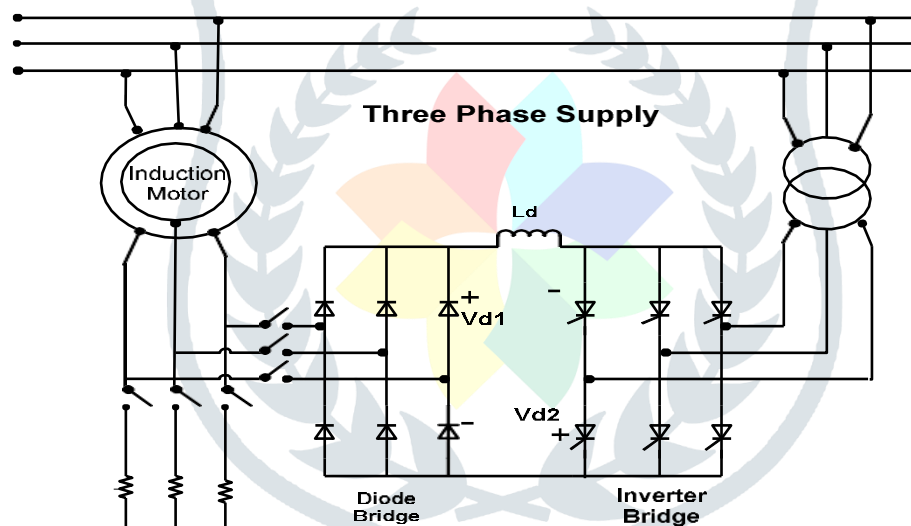 Three Phase Supply
Induction
Motor
Ld
+
-
Vd1
Vd2
+
-
Diode
Bridge
Inverter
Bridge